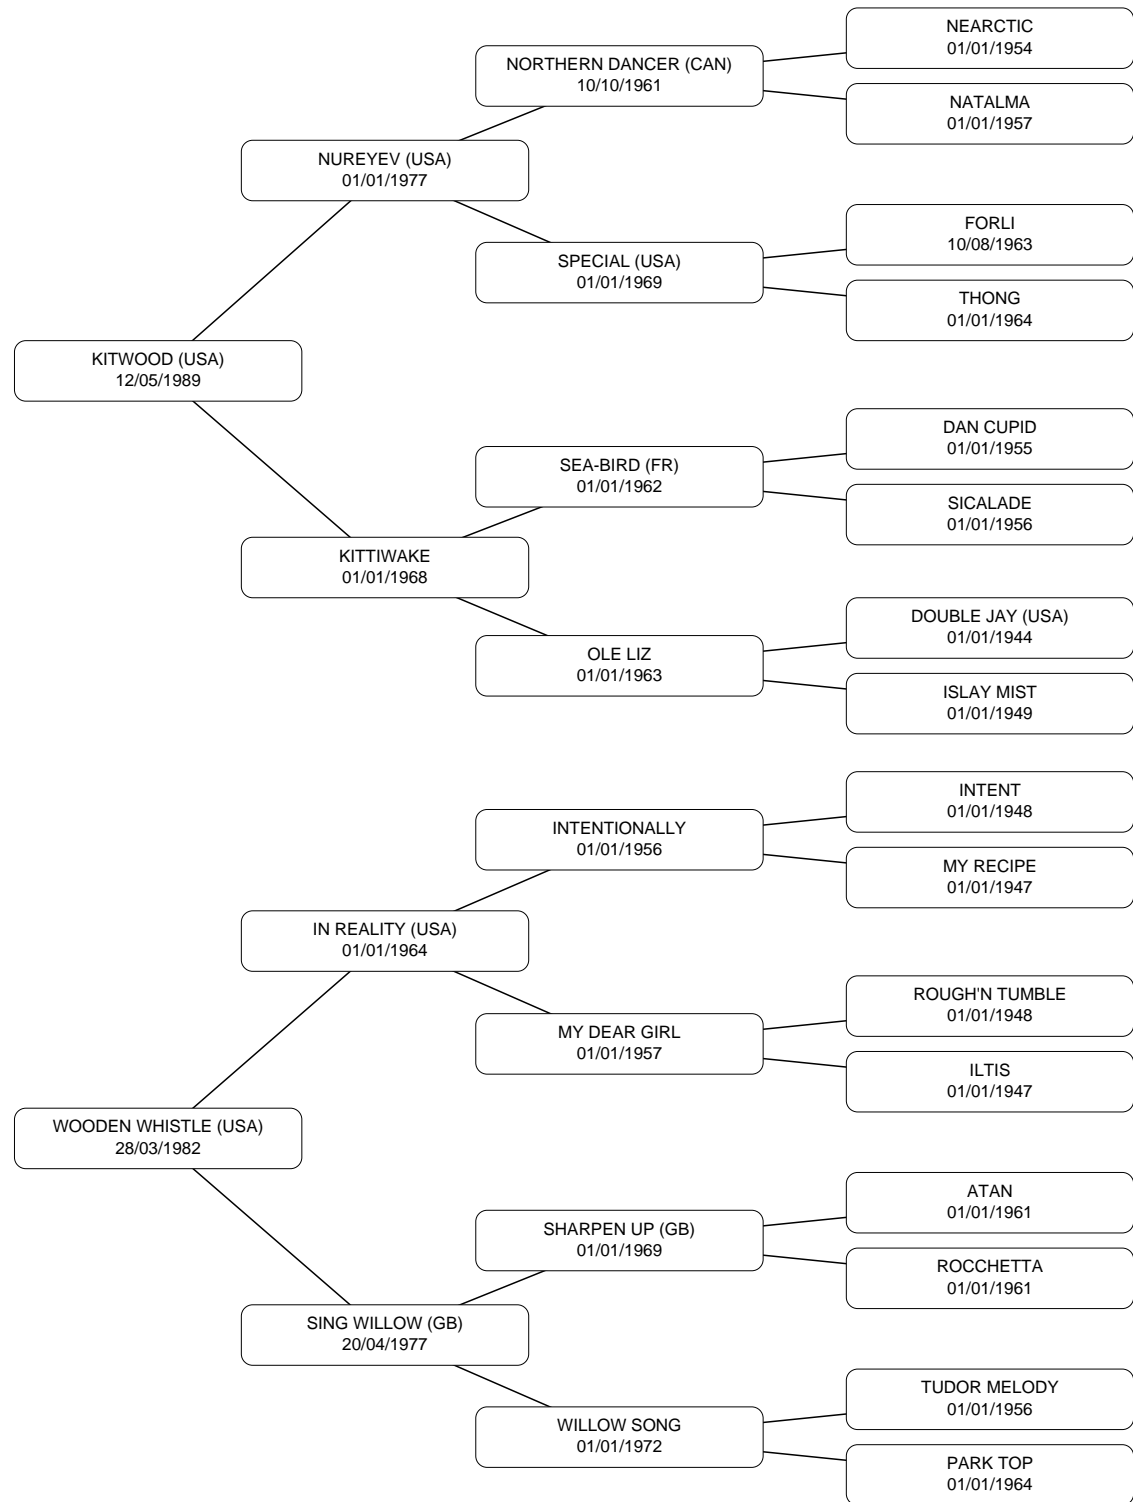 NEARCTIC
01/01/1954
NORTHERN DANCER (CAN)
10/10/1961
NATALMA
01/01/1957
NUREYEV (USA)
01/01/1977
FORLI
10/08/1963
SPECIAL (USA)
01/01/1969
THONG
01/01/1964
KITWOOD (USA)
12/05/1989
DAN CUPID
01/01/1955
SEA-BIRD (FR)
01/01/1962
SICALADE
01/01/1956
KITTIWAKE
01/01/1968
DOUBLE JAY (USA)
01/01/1944
OLE LIZ
01/01/1963
ISLAY MIST
01/01/1949
INTENT
01/01/1948
INTENTIONALLY
01/01/1956
MY RECIPE
01/01/1947
IN REALITY (USA)
01/01/1964
ROUGH'N TUMBLE
01/01/1948
MY DEAR GIRL
01/01/1957
ILTIS
01/01/1947
WOODEN WHISTLE (USA)
28/03/1982
ATAN
01/01/1961
SHARPEN UP (GB)
01/01/1969
ROCCHETTA
01/01/1961
SING WILLOW (GB)
20/04/1977
TUDOR MELODY
01/01/1956
WILLOW SONG
01/01/1972
PARK TOP
01/01/1964